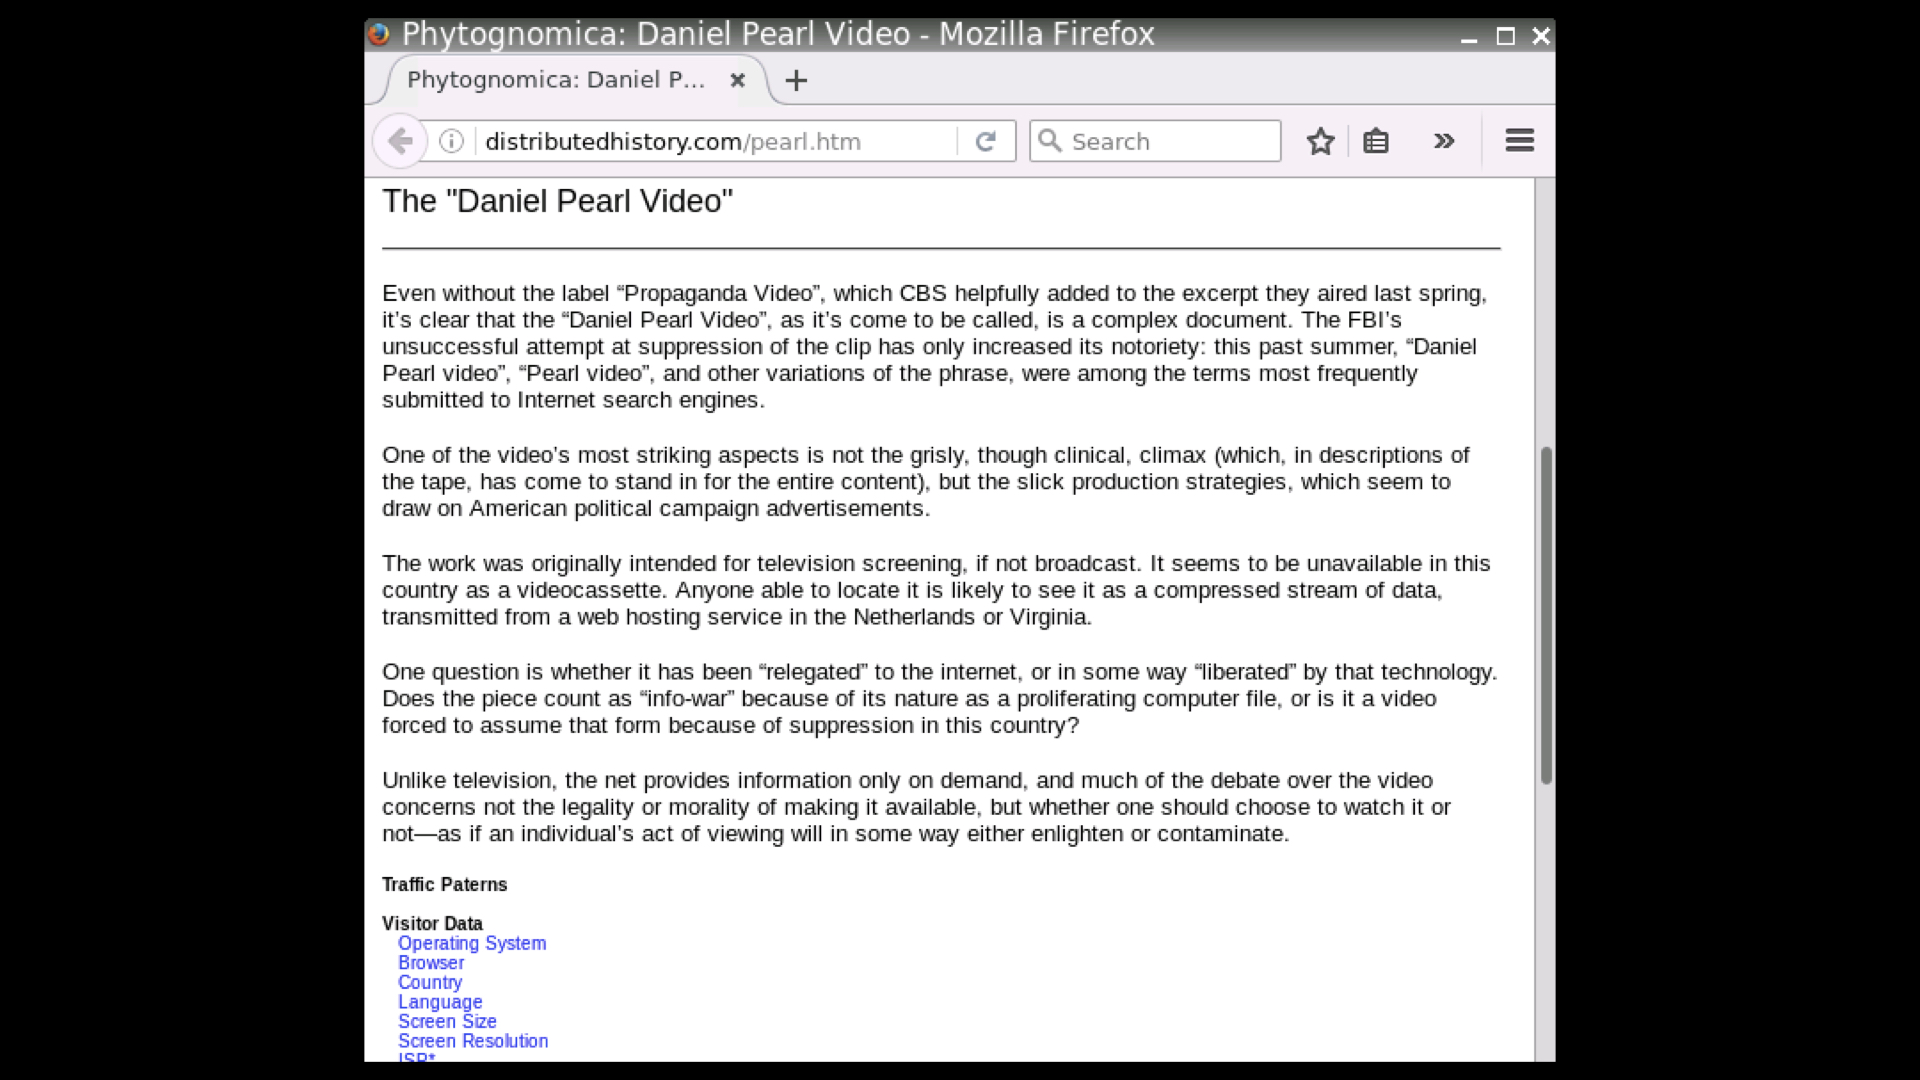 Phytognomica: Daniel Pearl Video - Mozilla Firefox
Phytognomica: Daniel P...
distributedhistory.com/pearl.htm
Search
The "Daniel Pearl Video"
Even without the label “Propaganda Video”, which CBS helpfully added to the excerpt they aired last spring,
it’s clear that the “Daniel Pearl Video”, as it’s come to be called, is a complex document. The FBI’s
unsuccessful attempt at suppression of the clip has only increased its notoriety: this past summer, “Daniel
Pearl video”, “Pearl video”, and other variations of the phrase, were among the terms most frequently
submitted to Internet search engines.
One of the video’s most striking aspects is not the grisly, though clinical, climax (which, in descriptions of
the tape, has come to stand in for the entire content), but the slick production strategies, which seem to
draw on American political campaign advertisements.
The work was originally intended for television screening, if not broadcast. It seems to be unavailable in this
country as a videocassette. Anyone able to locate it is likely to see it as a compressed stream of data,
transmitted from a web hosting service in the Netherlands or Virginia.
One question is whether it has been “relegated” to the internet, or in some way “liberated” by that technology.
Does the piece count as “info-war” because of its nature as a proliferating computer file, or is it a video
forced to assume that form because of suppression in this country?
Unlike television, the net provides information only on demand, and much of the debate over the video
concerns not the legality or morality of making it available, but whether one should choose to watch it or
not—as if an individual’s act of viewing will in some way either enlighten or contaminate.
Traffic Paterns
Visitor Data
Operating System
Browser
Country
Language
Screen Size
Screen Resolution
ISP*